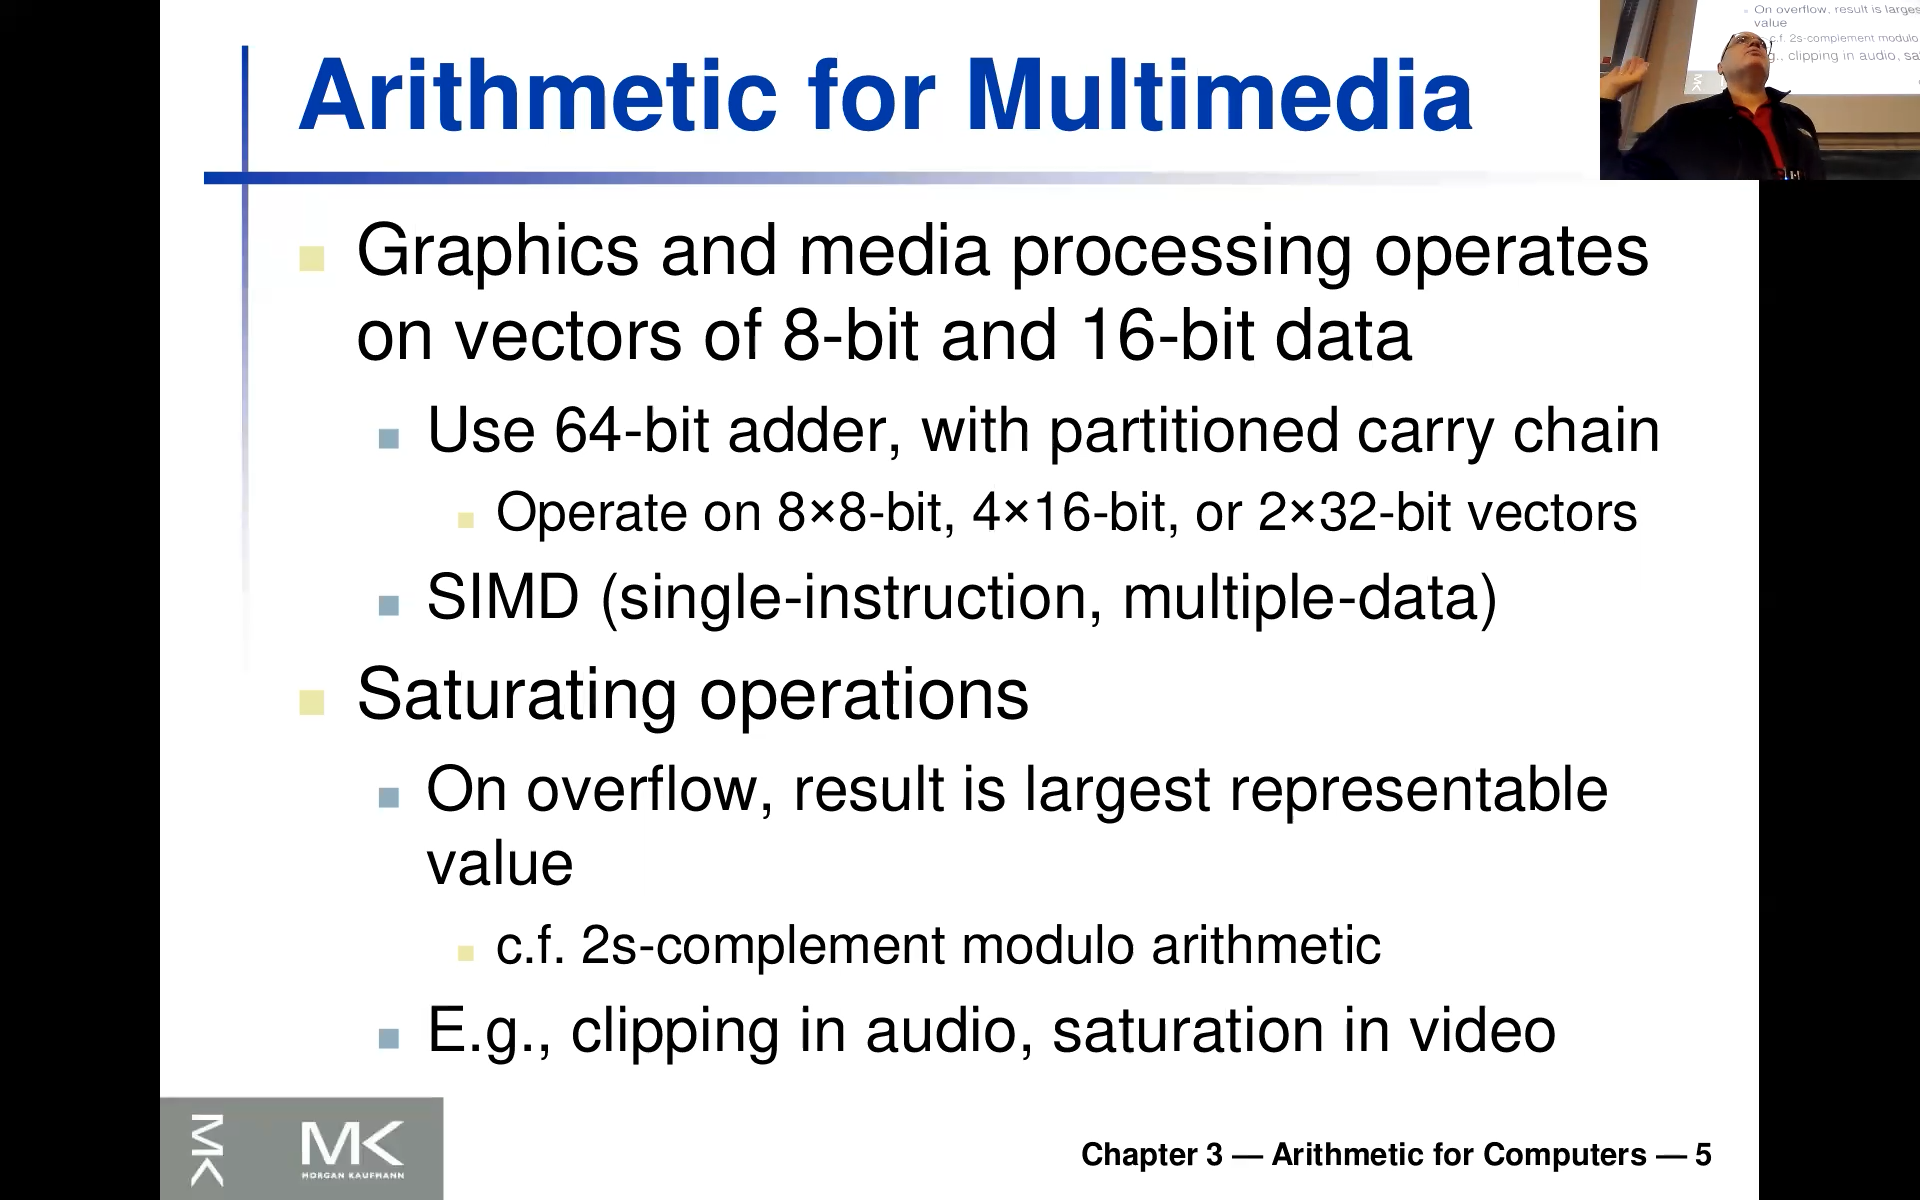 Arithmetic for Multimedia
Graphics and media processing operates
on vectors of 8-bit and 16-bit data
Use 64-bit adder, with partitioned carry chain
Operate on 8×8-bit, 4×16-bit, or 2×32-bit vectors
SIMD (single-instruction, multiple-data)
Saturating operations
On overflow, result is largest representable
value
c.f. 2s-complement modulo arithmetic
E.g., clipping in audio, saturation in video
MK
MK
MORGAN KAUFMANN
Chapter 3 — Arithmetic for Computers — 5
On overflow, result is larges
value
c.f. 2s-complement modulo
g., clipping in audio, sa
MK